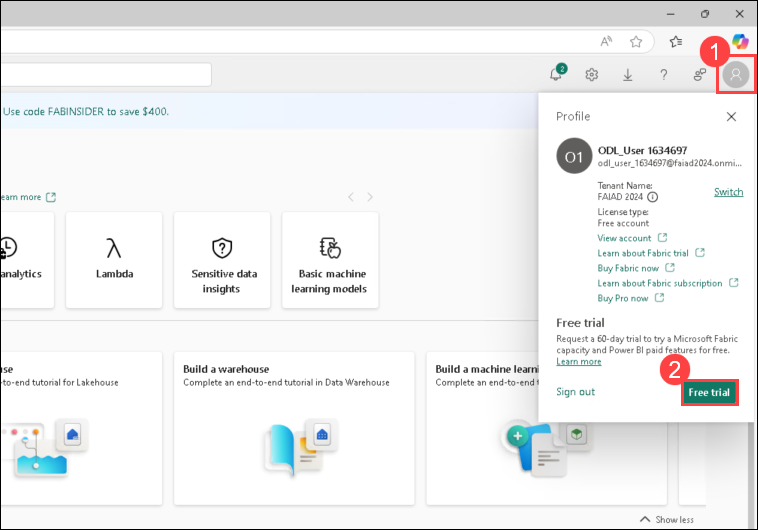 1
2
Use code FABINSIDER to save $400.
Profile
O1
ODL_User 1634697
odl_user_1634697@faiad2024.onmi...
Tenant Name:
FAIAD 2024
Switch
License type:
Free account
View account
Learn about Fabric trial
Buy Fabric now
Learn about Fabric subscription
Buy Pro now
Free trial
Request a 60-day trial to try a Microsoft Fabric
capacity and Power BI paid features for free.
Learn more
2
Sign out
Free trial
earn more
analytics
Lambda
Sensitive data
insights
Basic machine
learning models
use
-to-end tutorial for Lakehouse
Build a warehouse
Complete an end-to-end tutorial in Data Warehouse
Build a machine learni
Complete an end-to-en
Show less